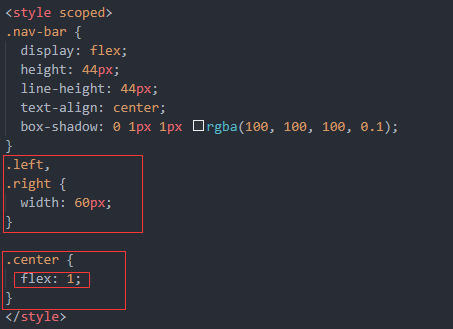 <style scoped>
.nav-bar {
display: flex;
height: 44px;
line-height: 44px;
text-align: center;
box-shadow: 0 1px 1px rgba(100, 100, 100, 0.1);
}
.left,
.right {
width: 60px;
}
.center {
flex: 1;
}
</style>